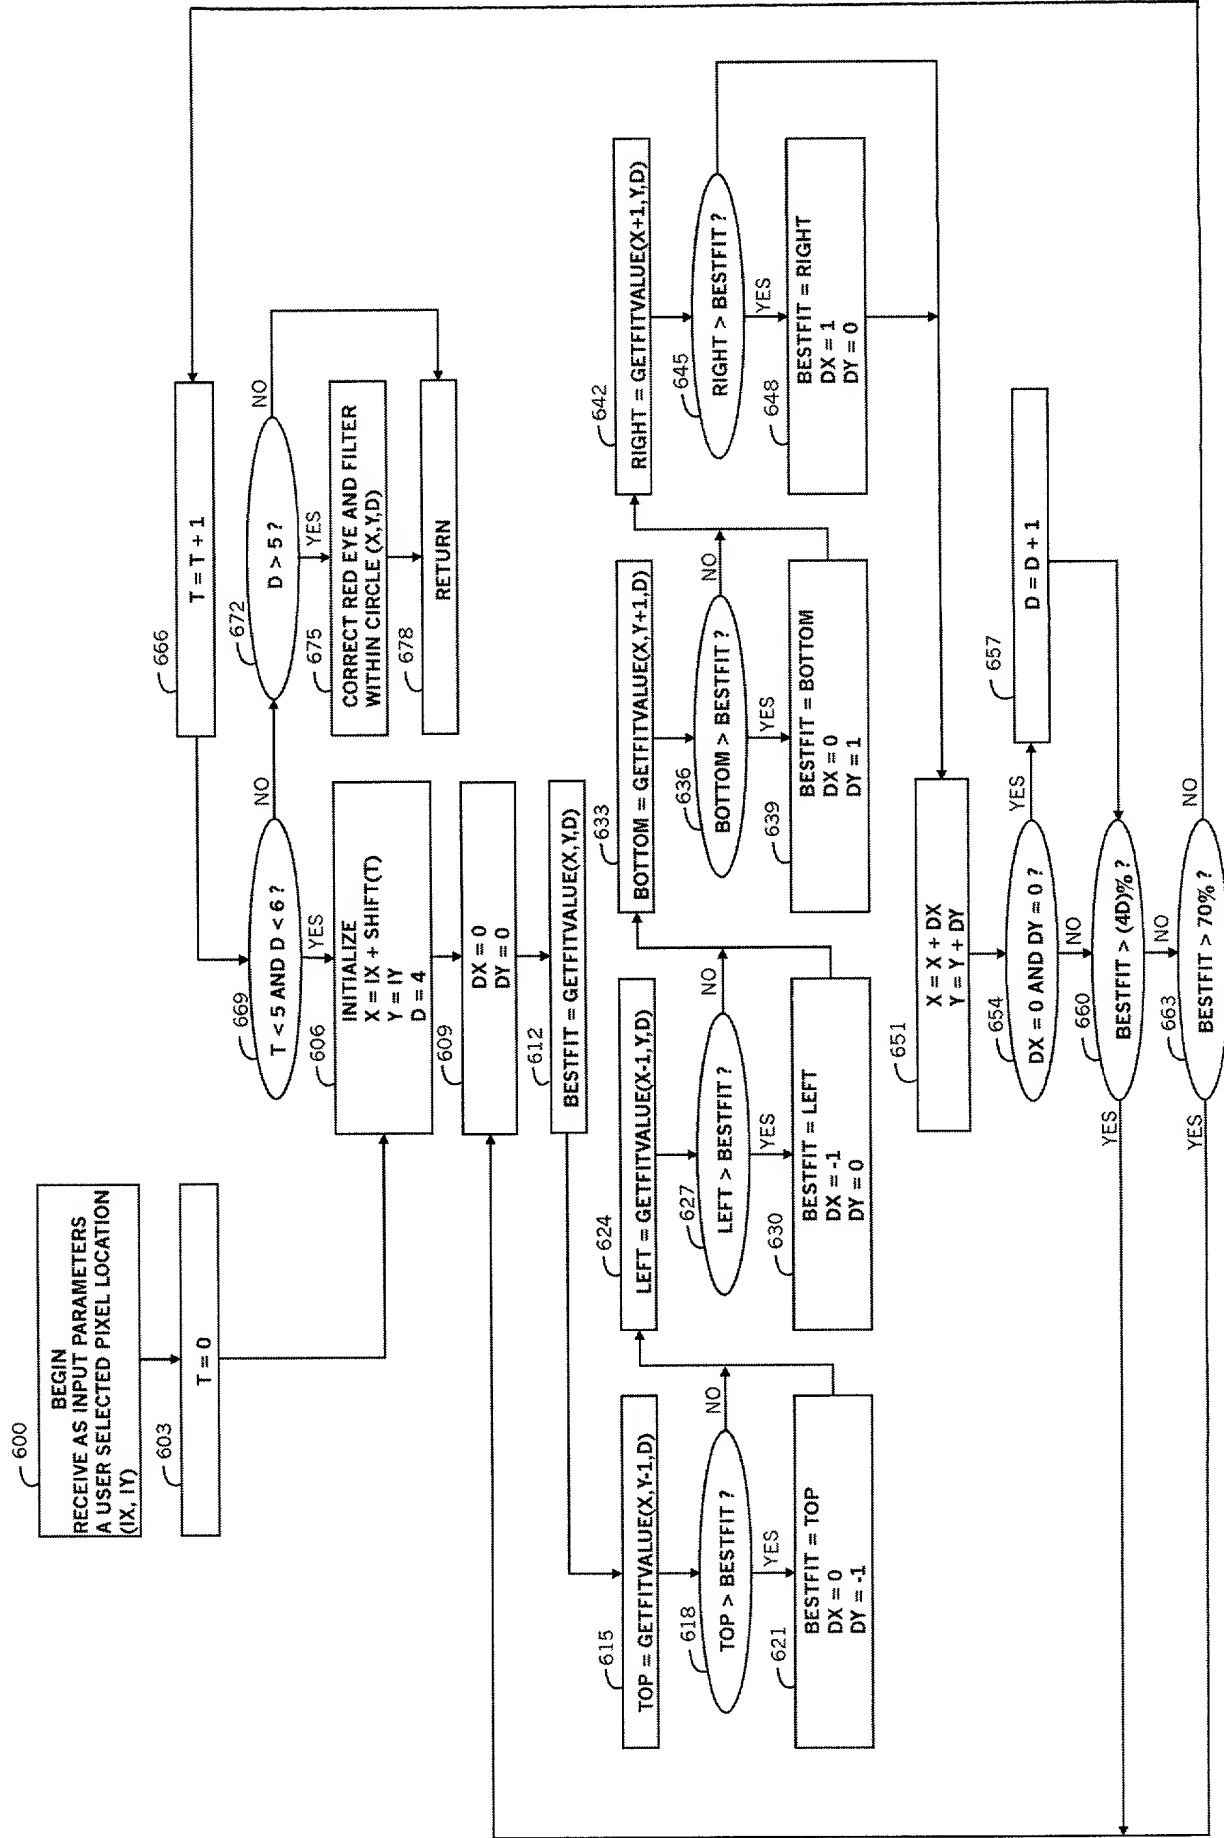 600
BEGIN
RECEIVE AS INPUT PARAMETERS
A USER SELECTED PIXEL LOCATION
(IX, IY)
603
T = 0
666
T = T + 1
669
T < 5 AND D < 6 ?
NO
YES
672
D > 5 ?
NO
YES
675
CORRECT RED EYE AND FILTER
WITHIN CIRCLE (X,Y,D)
678
RETURN
606
INITIALIZE
X = IX + SHIFT(T)
Y = IY
D = 4
609
DX = 0
DY = 0
612
BESTFIT = GETFITVALUE(X,Y,D)
615
TOP = GETFITVALUE(X,Y-1,D)
618
TOP > BESTFIT ?
NO
YES
621
BESTFIT = TOP
DX = 0
DY = -1
624
LEFT = GETFITVALUE(X-1,Y,D)
627
LEFT > BESTFIT ?
NO
YES
630
BESTFIT = LEFT
DX = -1
DY = 0
633
BOTTOM = GETFITVALUE(X,Y+1,D)
636
BOTTOM > BESTFIT ?
NO
YES
639
BESTFIT = BOTTOM
DX = 0
DY = 1
642
RIGHT = GETFITVALUE(X+1,Y,D)
645
RIGHT > BESTFIT ?
YES
648
BESTFIT = RIGHT
DX = 1
DY = 0
651
X = X + DX
Y = Y + DY
654
DX = 0 AND DY = 0 ?
YES
NO
657
D = D + 1
660
BESTFIT > (4D)% ?
YES
NO
663
BESTFIT > 70% ?
YES
NO